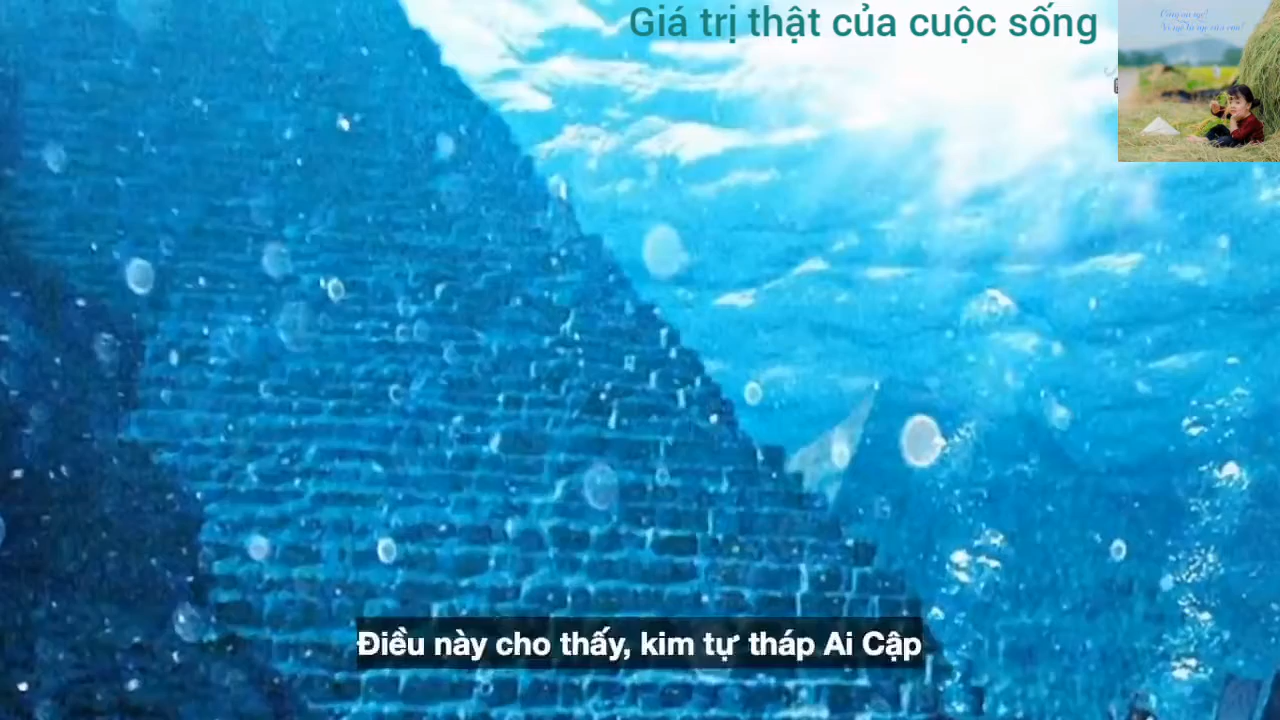 Giá trị thật của cuộc sống
Điều này cho thấy, kim tự tháp Ai Cập